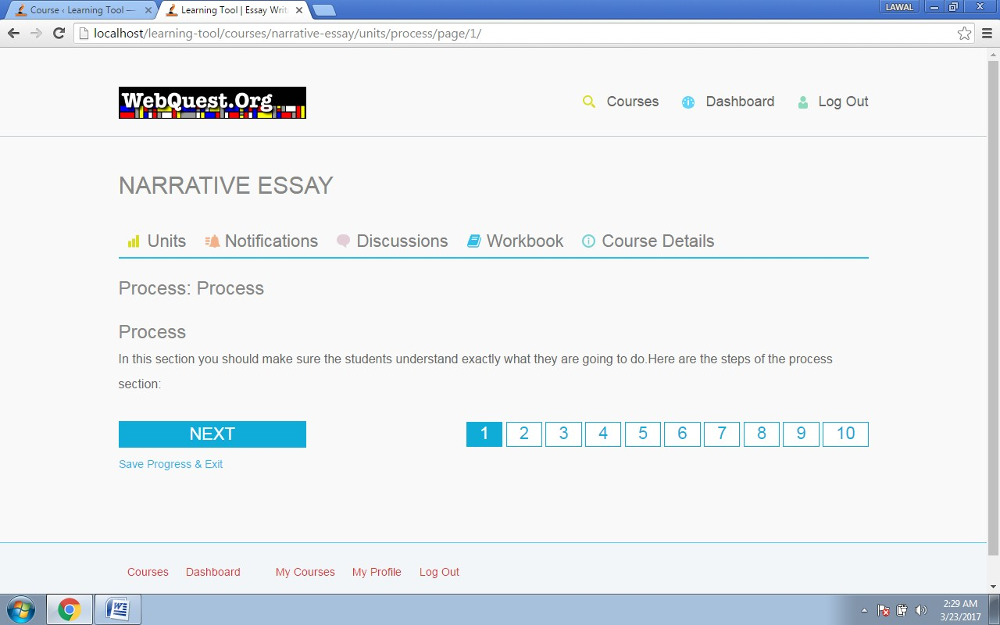 Course ‹ Learning Tool —
Learning Tool | Essay Writ
LAWAL
localhost/learning-tool/courses/narrative-essay/units/process/page/1/
WebQuest.Org
Courses
Dashboard
Log Out
NARRATIVE ESSAY
Units
Notifications
Discussions
Workbook
Course Details
Process: Process
Process
In this section you should make sure the students understand exactly what they are going to do.Here are the steps of the process
section:
NEXT
1 2 3 4 5 6 7 8 9 10
Save Progress & Exit
Courses Dashboard My Courses My Profile Log Out
2:29 AM
3/23/2017